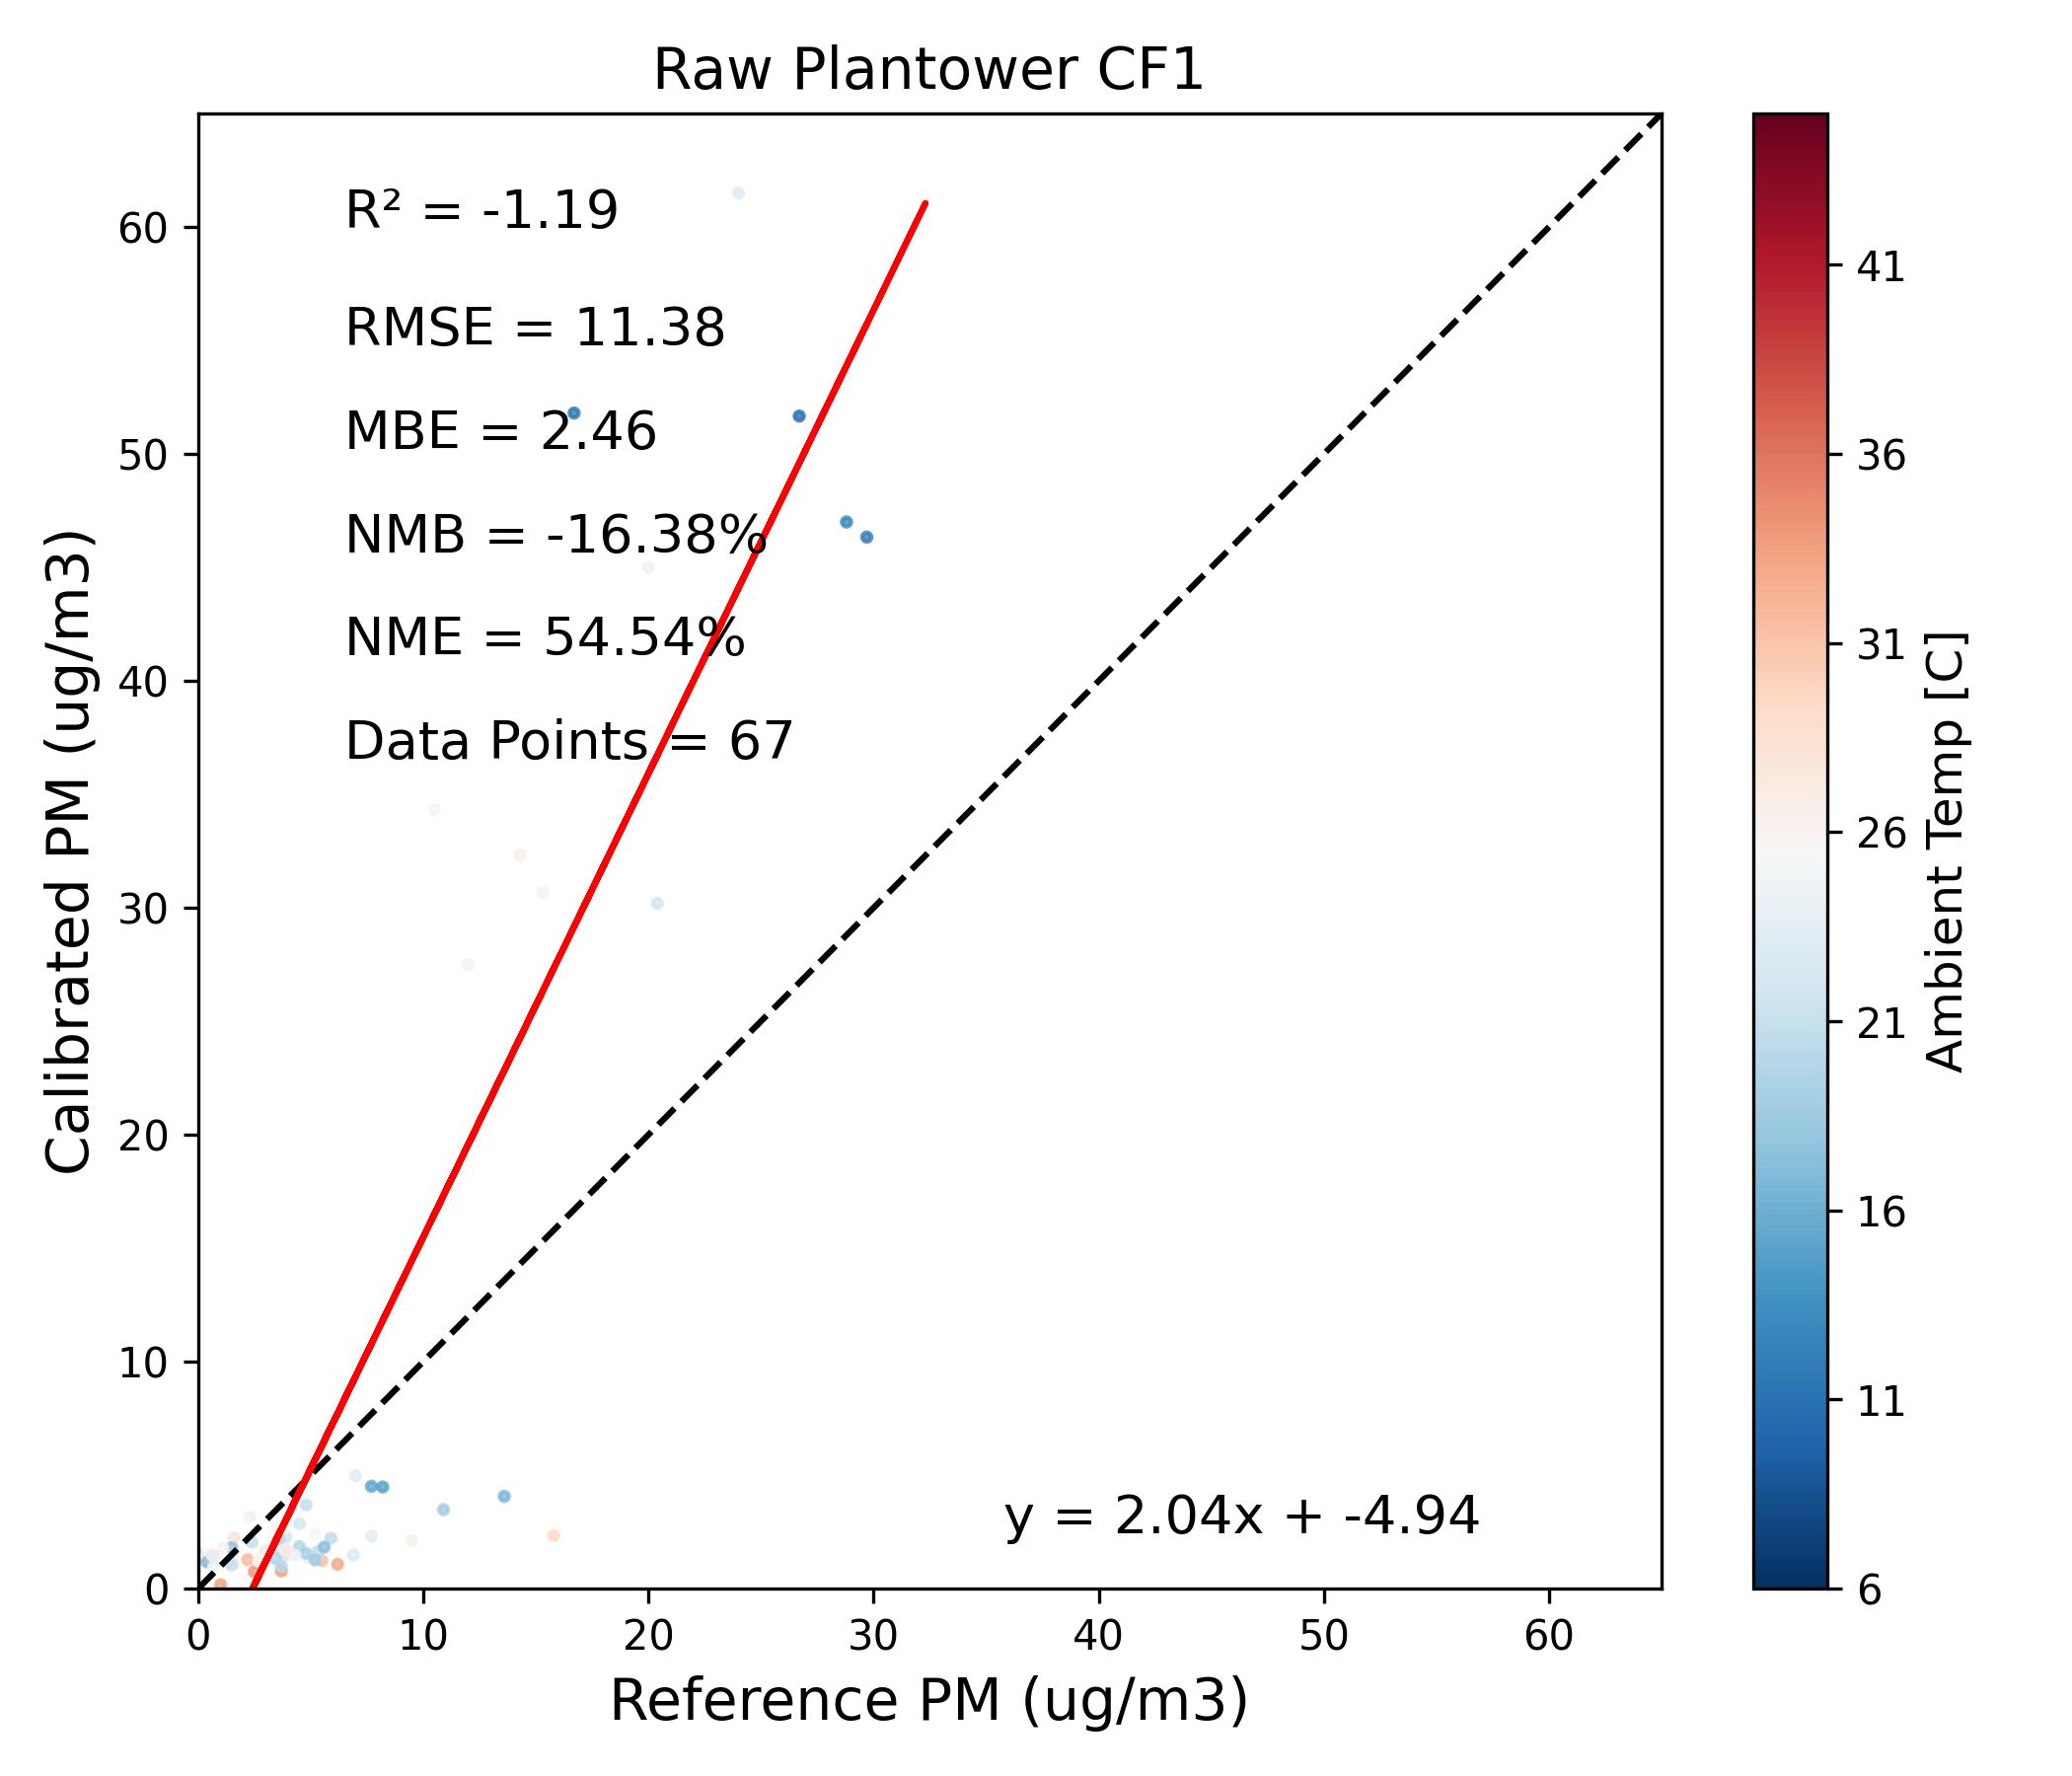 Raw Plantower CF1
R² = -1.19
RMSE = 11.38
MBE = 2.46
NMB = -16.38%
NME = 54.54%
Data Points = 67
y = 2.04x + -4.94
Calibrated PM (ug/m3)
60
50
40
30
20
10
0
0 10 20 30 40 50 60
Reference PM (ug/m3)
41
36
31
26
21
16
11
6
Ambient Temp [C]